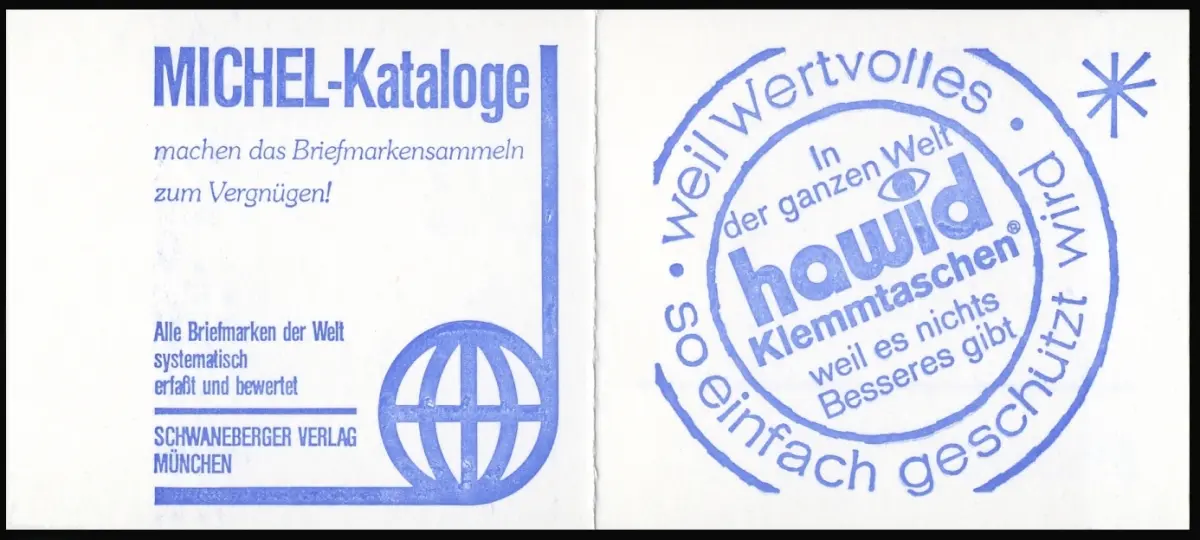 MICHEL-Kataloge
machen das Briefmarkensammeln
zum Vergnügen!
Alle Briefmarken der Welt
systematisch
erfaßt und bewertet
SCHWANEBERGER VERLAG
MÜNCHEN
· weil Wertvolles · wird
· so einfach geschützt
In
der ganzen Welt
hawid
Klemmtaschen®
weil es nichts
Besseres gibt